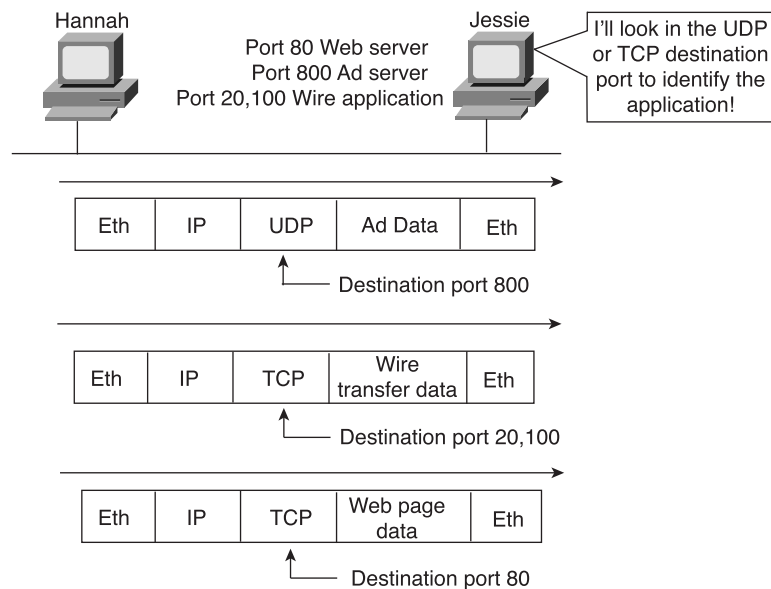 Hannah
Jessie
Port 80 Web server
Port 800 Ad server
Port 20,100 Wire application
I'll look in the UDP
or TCP destination
port to identify the
application!
Eth IP UDP Ad Data Eth
Destination port 800
Eth IP TCP Wire transfer data Eth
Destination port 20,100
Eth IP TCP Web page data Eth
Destination port 80